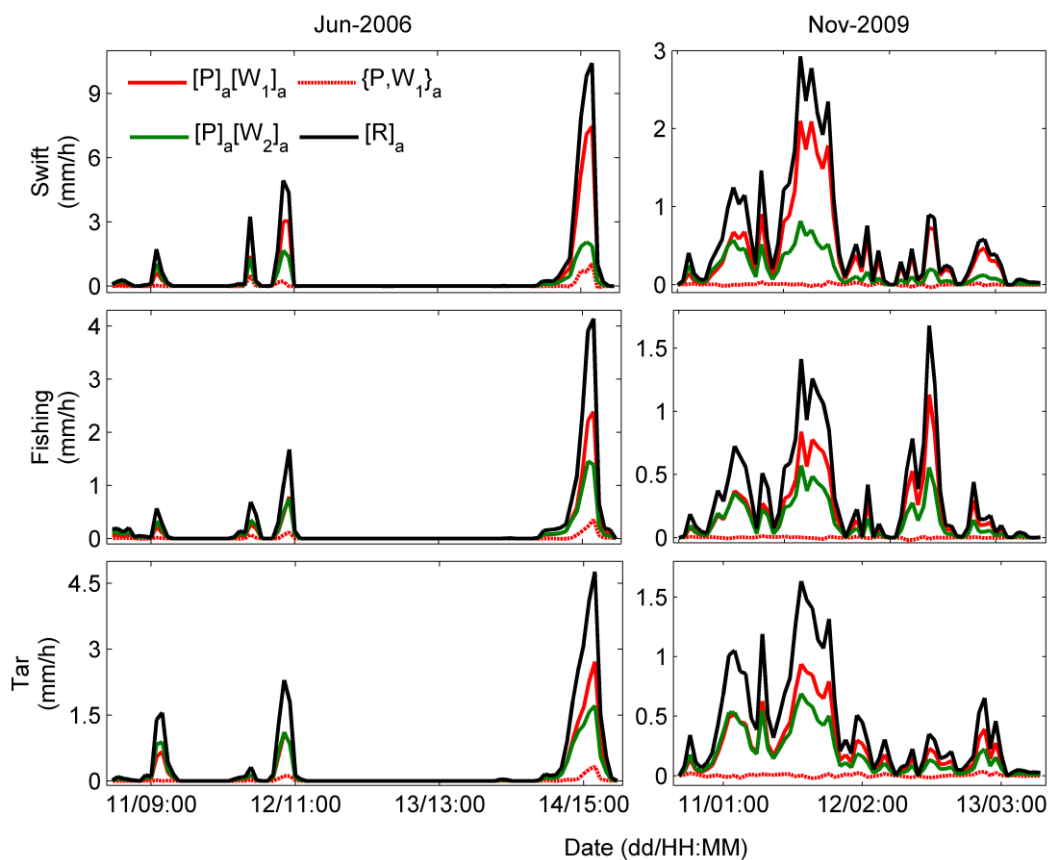 Jun-2006
Nov-2009
[P]a[W1]a
{P,W1}a
[P]a[W2]a
[R]a
Swift
(mm/h)
9
6
3
0
3
2
1
0
Fishing
(mm/h)
4
3
2
1
0
1.5
1
0.5
0
Tar
(mm/h)
4.5
3
1.5
0
1.5
1
0.5
0
11/09:00
12/11:00
13/13:00
14/15:00
11/01:00
12/02:00
13/03:00
Date (dd/HH:MM)